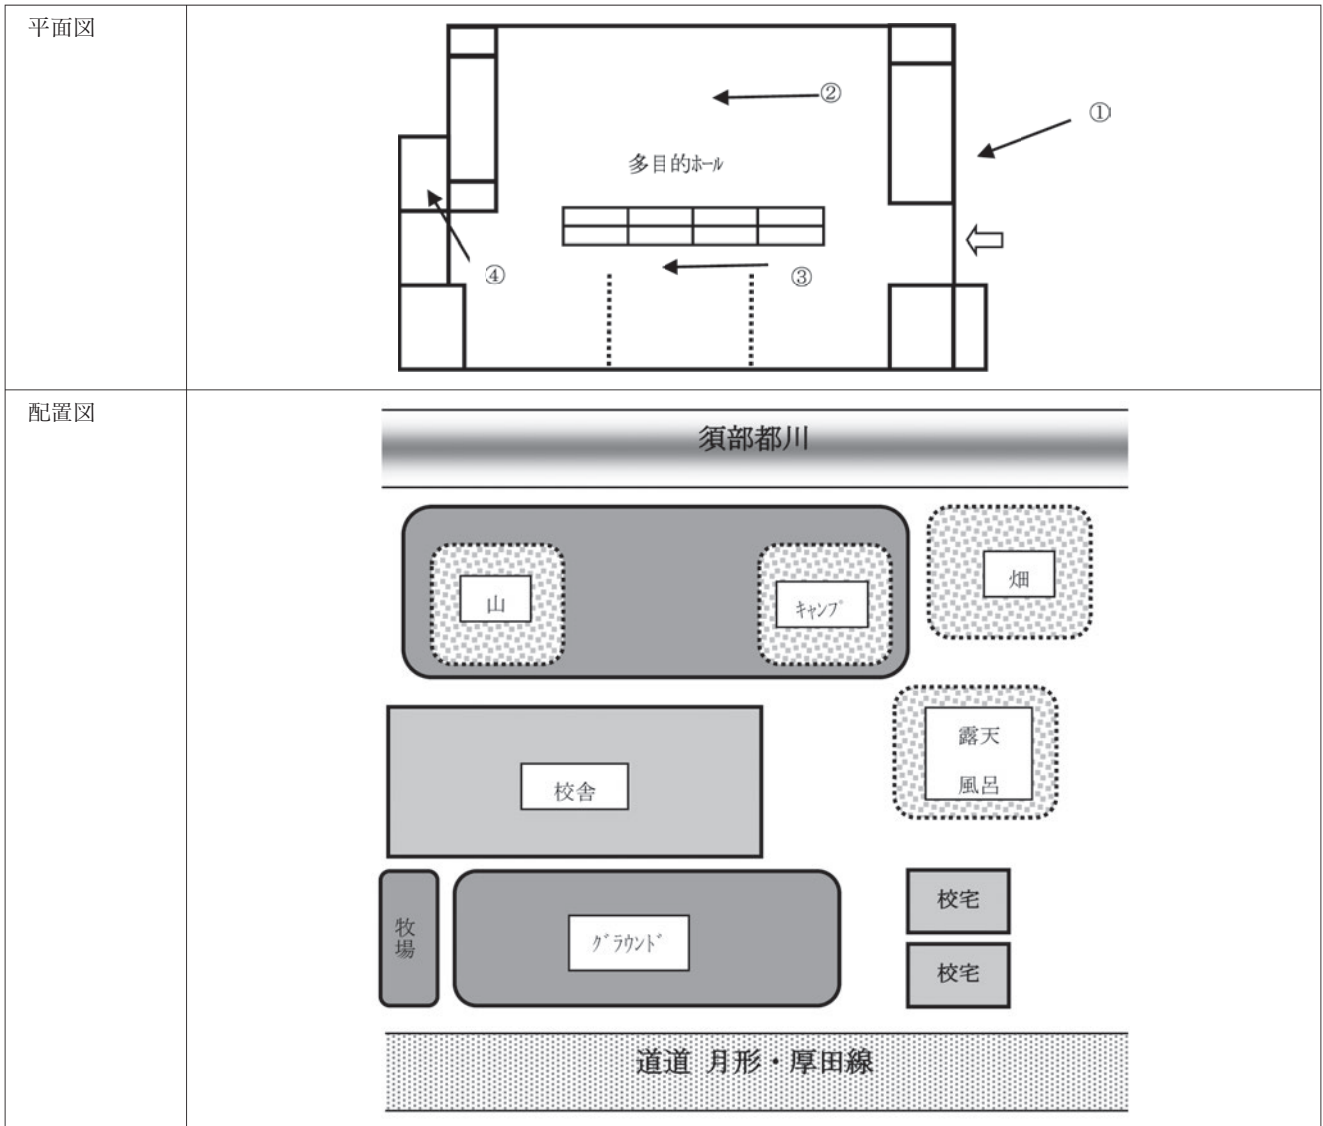 平面図
②
①
多目的ﾎｰﾙ
④
③
配置図
須部都川
山
ｷｬﾝﾌﾟ
畑
露天
風呂
校舎
牧場
ｸﾞﾗｳﾝﾄﾞ
校宅
校宅
道道 月形・厚田線